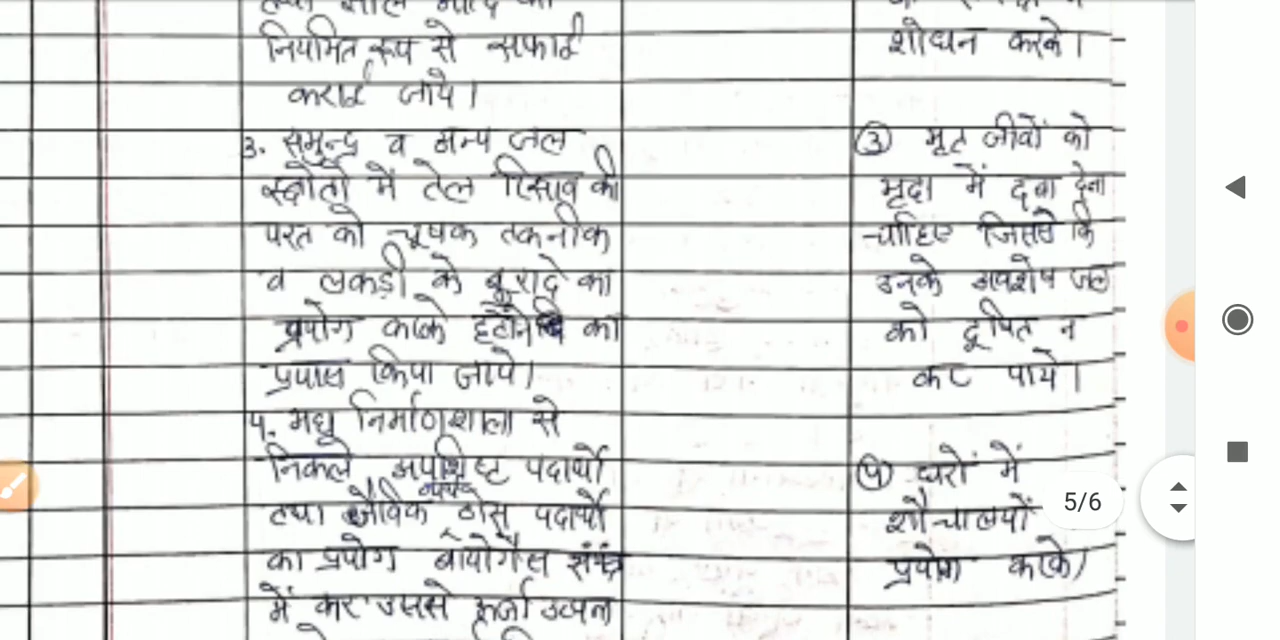 नियमित रूप से सफाई
कराई जाये।
3. समुन्द्र व अन्य जल
स्त्रोतों में तेल रिसाव की
परत को चूषक तकनीक
व लकड़ी के बुरादे का
प्रयोग करके हटाने का
प्रयास किया जाये।
4. मधु निर्माणशाला से
निकले अपशिष्ट पदार्थो
तथा जैविक ठोस पदार्थो
का प्रयोग बायोगैस संयंत्र
में कर उससे ऊर्जा उत्पन्न
शोधन करके।
③ मृत जीवों को
मृदा में दबा देना
चाहिए जिससे कि
उनके अवशेष जल
को दूषित न
कर पाये।
④ घरों में
शौचालयों
प्रयोग करके।
5/6